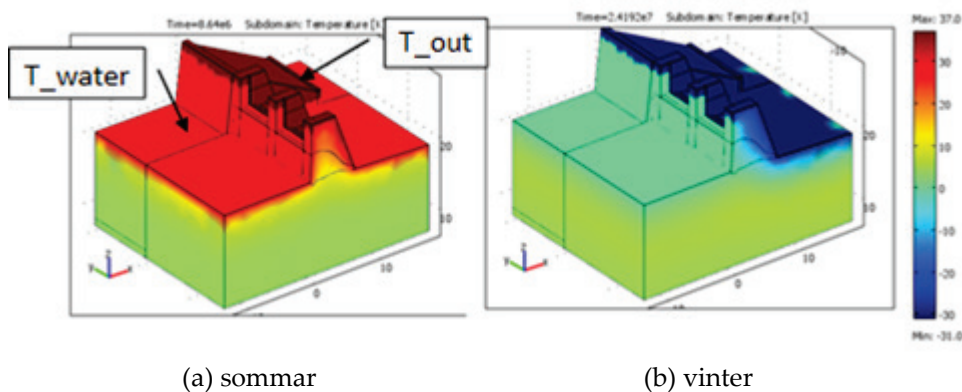 Time=8.64e6 Subdomain: Temperature [K]
Time=2.4192e7 Subdomain: Temperature [K]
Max: 37.0
T_water
T_out
-10
20
10
0
10
z
y
x
20
10
0
10
z
y
x
30
20
10
0
-10
-20
-30
Min: -31.0
(a) sommar
(b) vinter